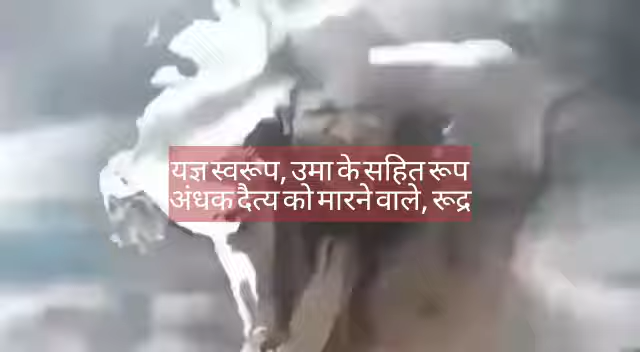 यज्ञ स्वरूप, उमा के सहित रूप
अंधक दैत्य को मारने वाले, रूद्र